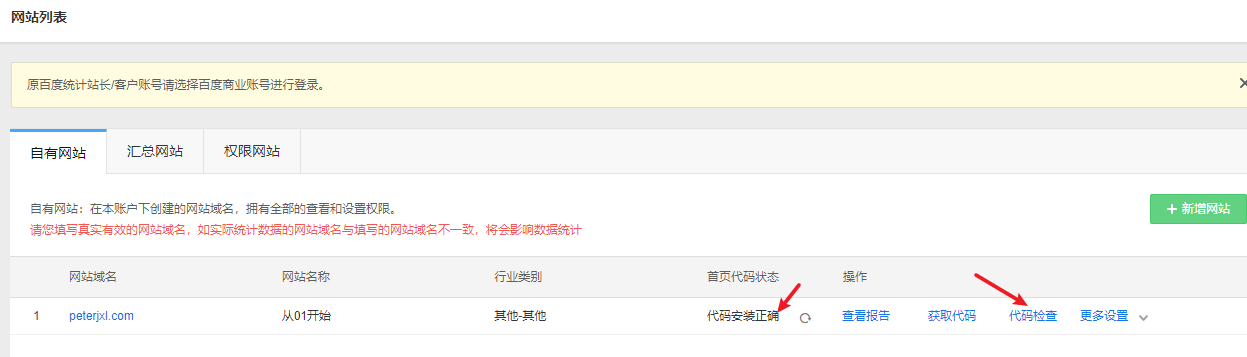 网站列表
原百度统计站长/客户账号请选择百度商业账号进行登录。
自有网站 汇总网站 权限网站
自有网站：在本账户下创建的网站域名，拥有全部的查看和设置权限。
+ 新增网站
请您填写真实有效的网站域名，如实际统计数据的网站域名与填写的网站域名不一致，将会影响数据统计
网站域名 网站名称 行业类别 首页代码状态 操作
1 peterjxl.com 从01开始 其他-其他 代码安装正确 查看报告 获取代码 代码检查 更多设置